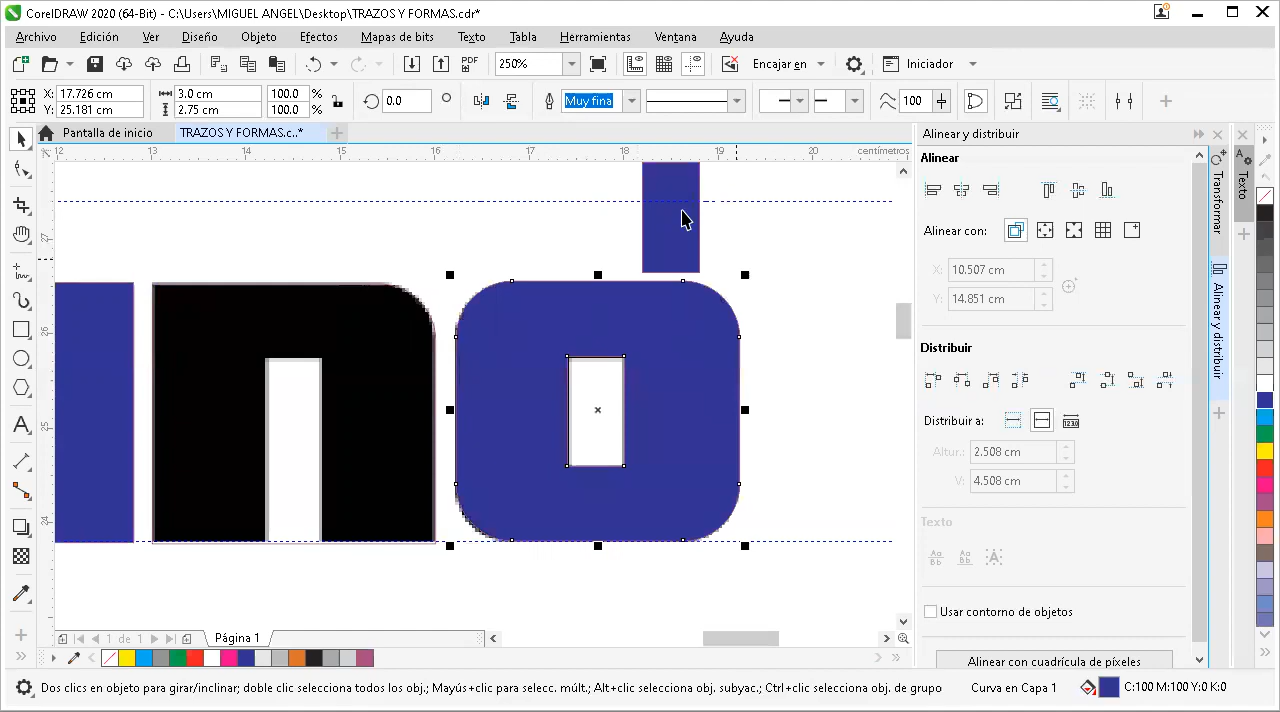 CorelDRAW 2020 (64-Bit) - C:\Users\MIGUEL ANGEL\Desktop\TRAZOS Y FORMAS.cdr*
Archivo Edición Ver Diseño Objeto Efectos Mapas de bits Texto Tabla Herramientas Ventana Ayuda
PDF 250% Encajar en Iniciador
X: 17.726 cm 3.0 cm 100.0 % 0.0 ° Muy fina 100
Y: 25.181 cm 2.75 cm 100.0 %
Pantalla de inicio TRAZOS Y FORMAS.c..* Alinear y distribuir
12 13 14 15 16 17 18 19 20 centímetros
Alinear
Alinear con:
X: 10.507 cm
Y: 14.851 cm
Distribuir
Distribuir a:
Altur.: 2.508 cm
V: 4.508 cm
Texto
Usar contorno de objetos
Alinear con cuadrícula de píxeles
Transformar
Alinear y distribuir
Texto
27
26
25
24
no
1 de 1 Página 1
Dos clics en objeto para girar/inclinar; doble clic selecciona todos los obj.; Mayús+clic para selecc. múlt.; Alt+clic selecciona obj. subyac.; Ctrl+clic selecciona obj. de grupo Curva en Capa 1 C:100 M:100 Y:0 K:0